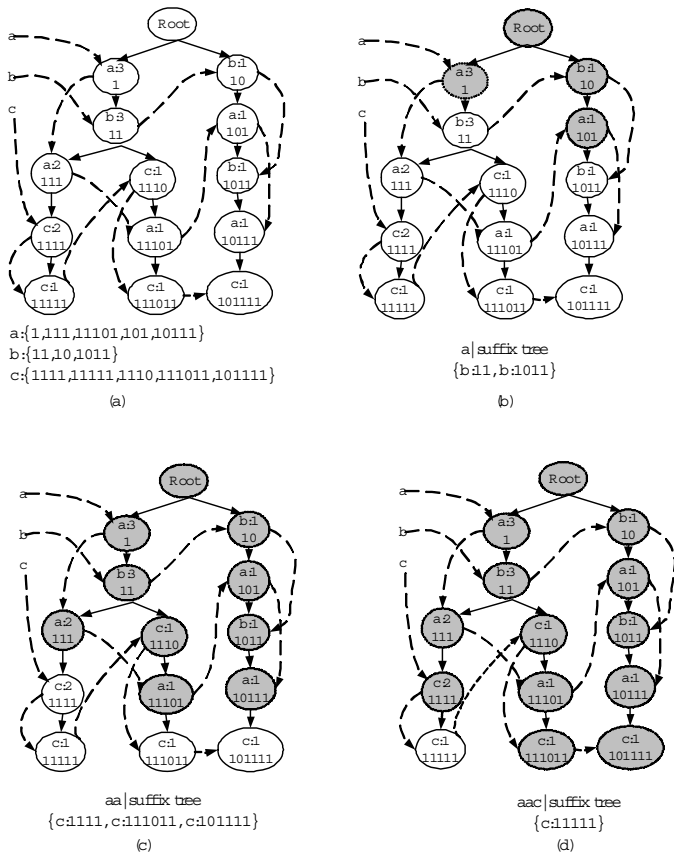 Root
a
a:3
1
b:1
10
b
b:3
11
a:1
101
c
a:2
111
c:1
1110
b:1
1011
c:2
1111
a:1
11101
a:1
10111
c:1
11111
c:1
111011
c:1
101111
a:{1,111,11101,101,10111}
b:{11,10,1011}
c:{1111,11111,1110,111011,101111}
(a)
Root
a
a:3
1
b:1
10
b
b:3
11
a:1
101
c
a:2
111
c:1
1110
b:1
1011
c:2
1111
a:1
11101
a:1
10111
c:1
11111
c:1
111011
c:1
101111
a|suffix tree
{b:11,b:1011}
(b)
Root
a
a:3
1
b:1
10
b
b:3
11
a:1
101
c
a:2
111
c:1
1110
b:1
1011
c:2
1111
a:1
11101
a:1
10111
c:1
11111
c:1
111011
c:1
101111
aa|suffix tree
{c:1111,c:111011,c:101111}
(c)
Root
a
a:3
1
b:1
10
b
b:3
11
a:1
101
c
a:2
111
c:1
1110
b:1
1011
c:2
1111
a:1
11101
a:1
10111
c:1
11111
c:1
111011
c:1
101111
aac|suffix tree
{c:11111}
(d)